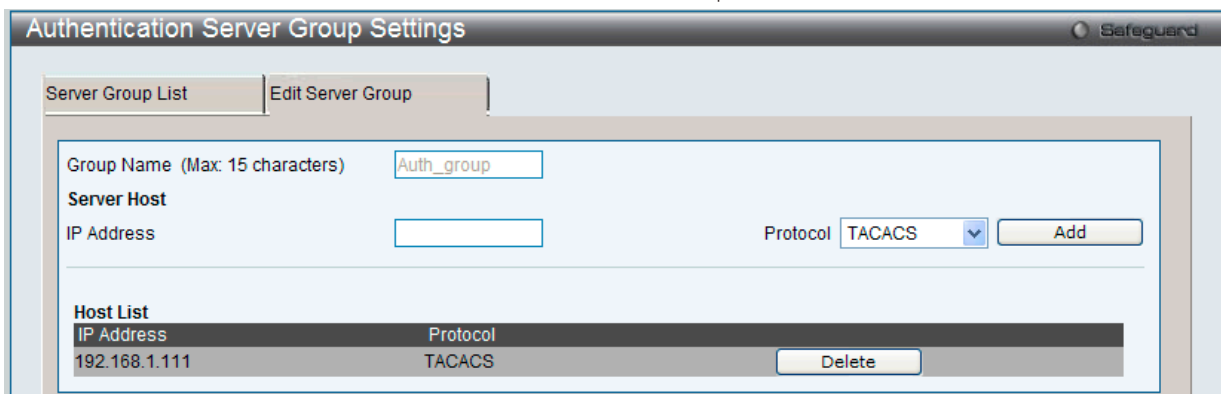 Authentication Server Group Settings
Safeguard
Server Group List
Edit Server Group
Group Name (Max: 15 characters)
Auth_group
Server Host
IP Address
Protocol
TACACS
Add
Host List
IP Address
Protocol
192.168.1.111
TACACS
Delete